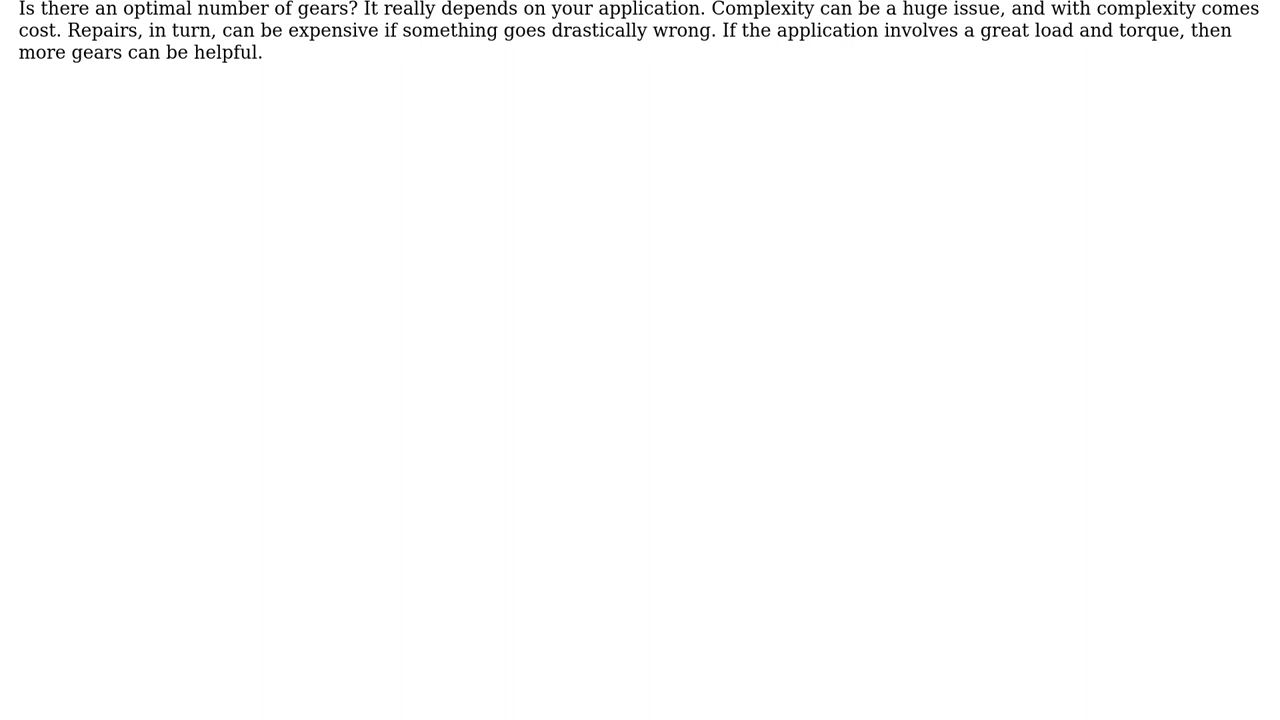 Is there an optimal number of gears? It really depends on your application. Complexity can be a huge issue, and with complexity comes
cost. Repairs, in turn, can be expensive if something goes drastically wrong. If the application involves a great load and torque, then
more gears can be helpful.